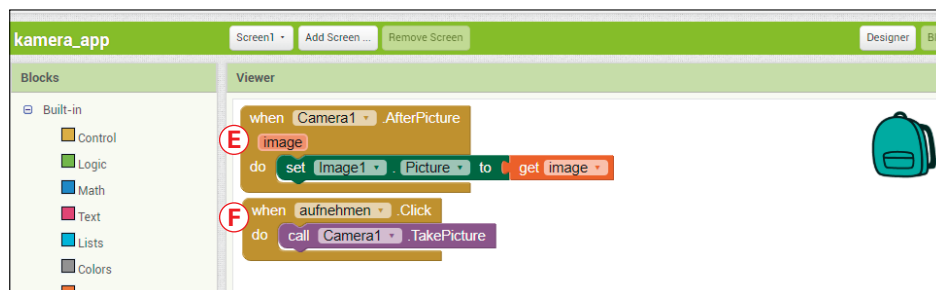 kamera_app
Screen1
Add Screen ...
Remove Screen
Designer
Blocks
Viewer
Built-in
Control
Logic
Math
Text
Lists
Colors
when Camera1 .AfterPicture
E
image
do set Image1 . Picture to get image
F
when aufnehmen .Click
do call Camera1 .TakePicture